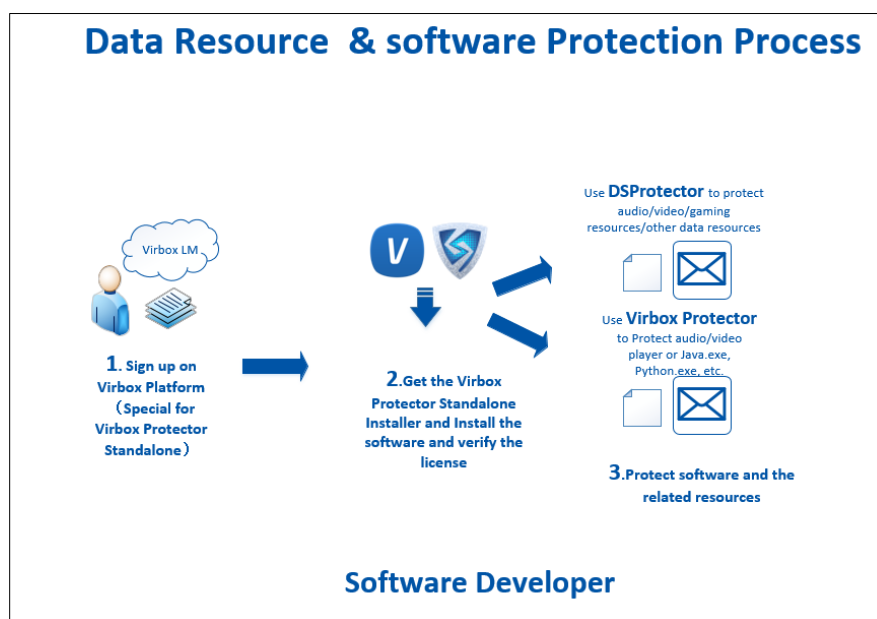 Data Resource & software Protection Process
Virbox LM
1. Sign up on
Virbox Platform
（Special for
Virbox Protector
Standalone）
V
2.Get the Virbox
Protector Standalone
Installer and Install the
software and verify the
license
Use DSProtector to protect
audio/video/gaming
resources/other data resources
Use Virbox Protector
to Protect audio/video
player or Java.exe,
Python.exe, etc.
3.Protect software and the
related resources
Software Developer